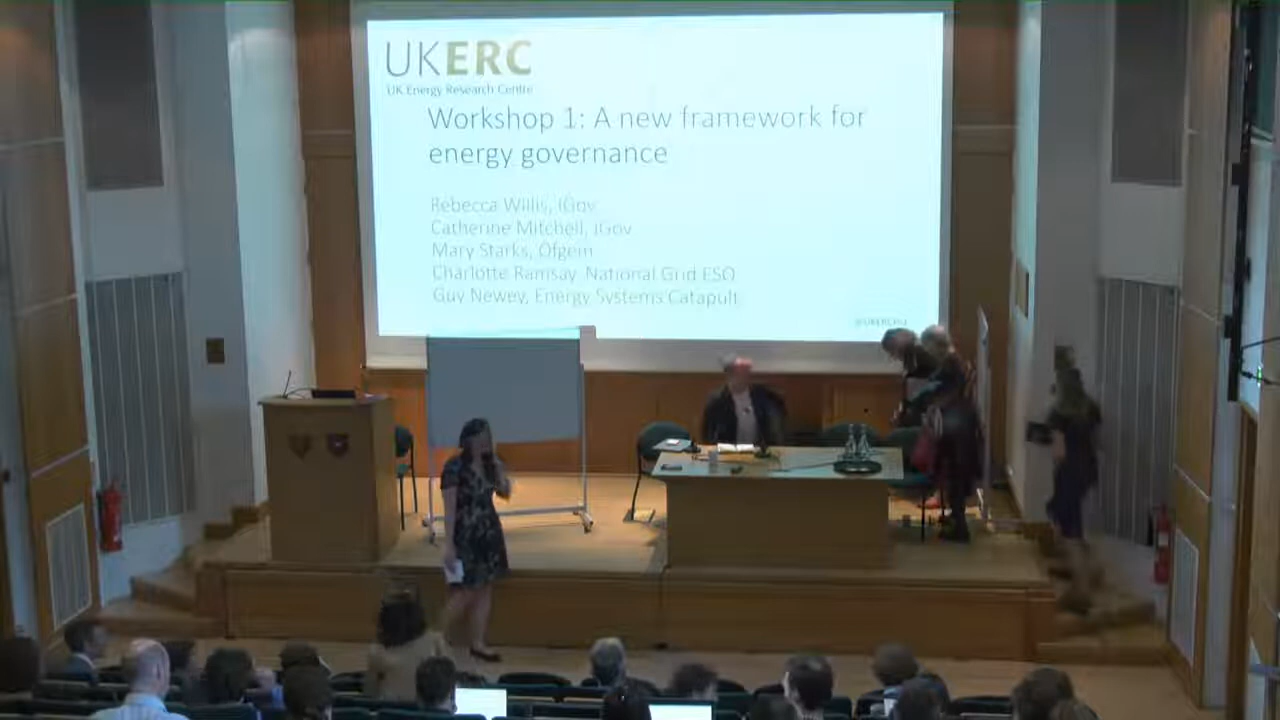 UKERC
UK Energy Research Centre
Workshop 1: A new framework for
energy governance
Rebecca Willis, IGov
Catherine Mitchell, IGov
Mary Starks, Ofgem
Charlotte Ramsay, National Grid ESO
Guy Newey, Energy Systems Catapult